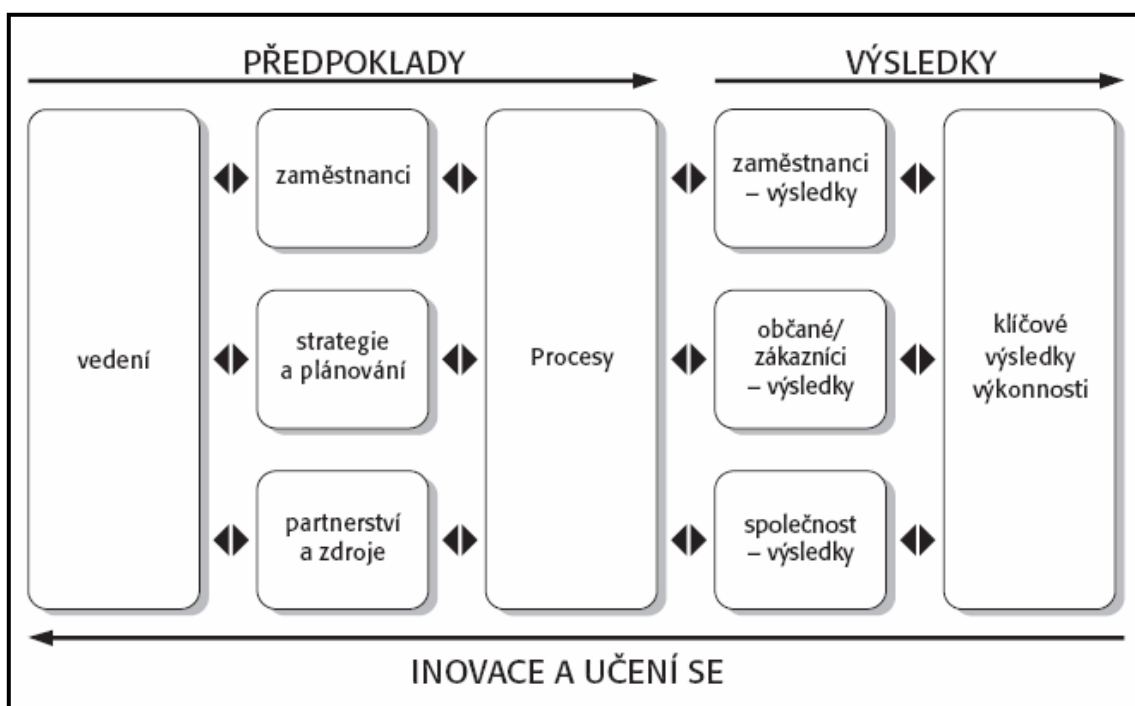 PŘEDPOKLADY
VÝSLEDKY
vedení
zaměstnanci
strategie
a plánování
partnerství
a zdroje
Procesy
zaměstnanci
– výsledky
občané/
zákazníci
– výsledky
společnost
– výsledky
klíčové
výsledky
výkonnosti
INOVACE A UČENÍ SE